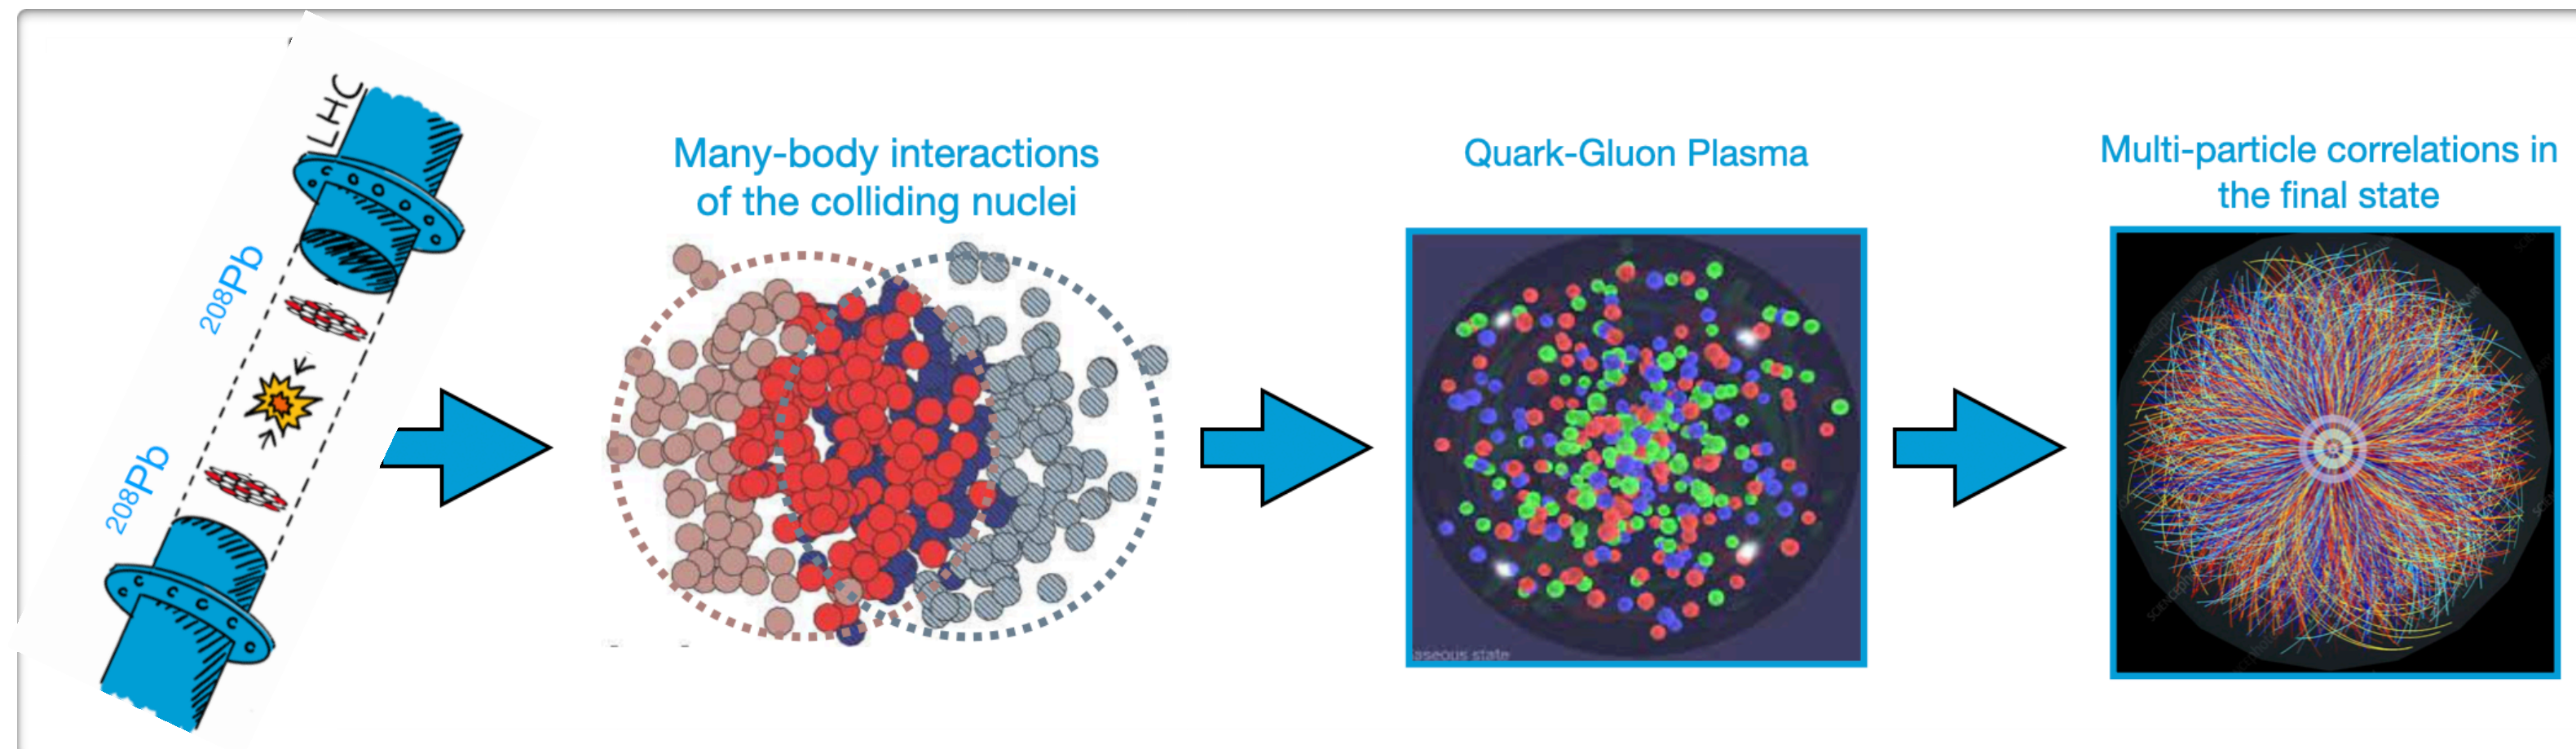 LHC
²⁰⁸Pb
²⁰⁸Pb
Many-body interactions
of the colliding nuclei
Quark-Gluon Plasma
aseous state
Multi-particle correlations in
the final state